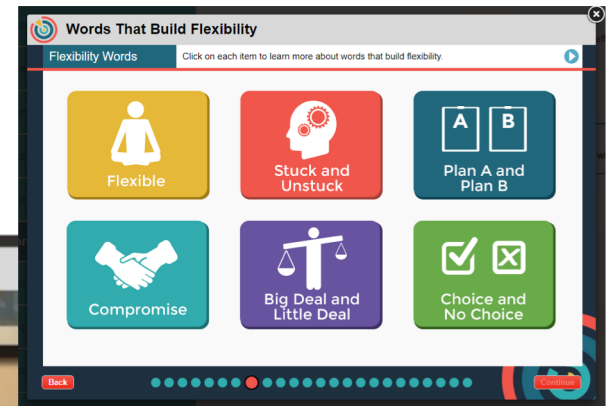 Words That Build Flexibility
Flexibility Words
Click on each item to learn more about words that build flexibility.
Flexible
Stuck and
Unstuck
A B
Plan A and
Plan B
Compromise
Big Deal and
Little Deal
Choice and
No Choice
Back
Continue